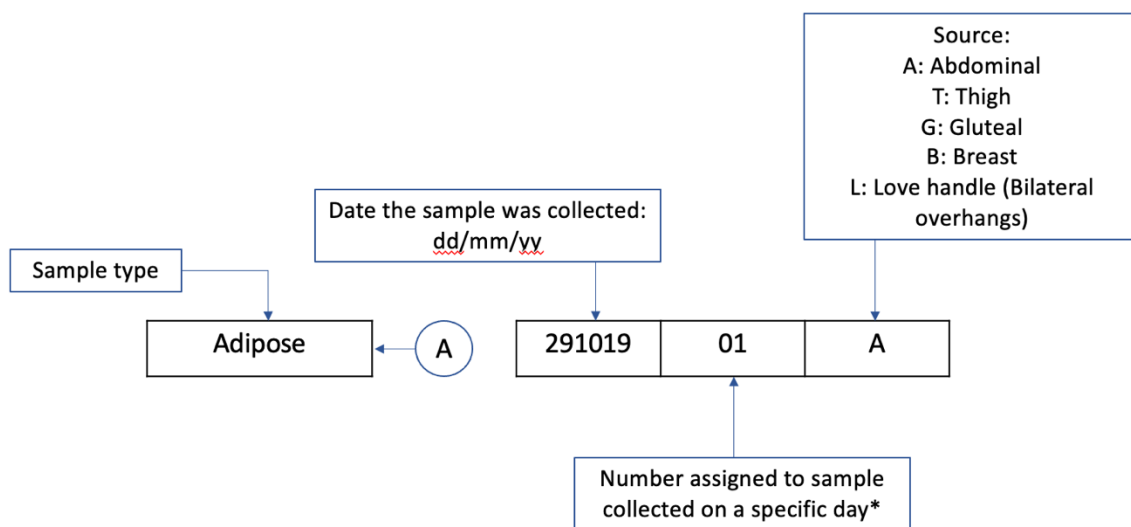 Source:
A: Abdominal
T: Thigh
G: Gluteal
B: Breast
L: Love handle (Bilateral
overhangs)
Date the sample was collected:
dd/mm/yy
Sample type
Adipose
A
291019
01
A
Number assigned to sample
collected on a specific day*